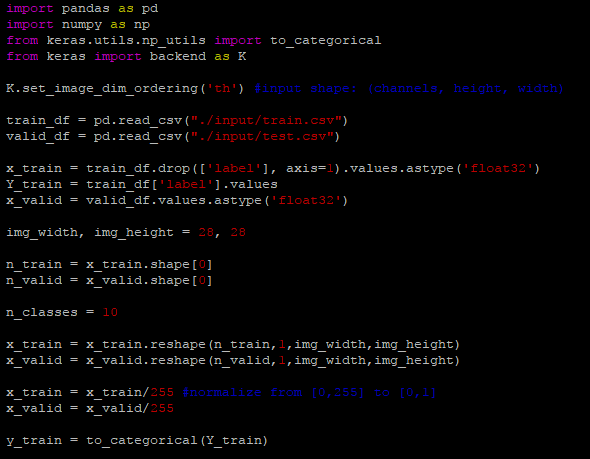 import pandas as pd
import numpy as np
from keras.utils.np_utils import to_categorical
from keras import backend as K
K.set_image_dim_ordering('th') #input shape: (channels, height, width)
train_df = pd.read_csv("./input/train.csv")
valid_df = pd.read_csv("./input/test.csv")
x_train = train_df.drop(['label'], axis=1).values.astype('float32')
Y_train = train_df['label'].values
x_valid = valid_df.values.astype('float32')
img_width, img_height = 28, 28
n_train = x_train.shape[0]
n_valid = x_valid.shape[0]
n_classes = 10
x_train = x_train.reshape(n_train,1,img_width,img_height)
x_valid = x_valid.reshape(n_valid,1,img_width,img_height)
x_train = x_train/255 #normalize from [0,255] to [0,1]
x_valid = x_valid/255
y_train = to_categorical(Y_train)